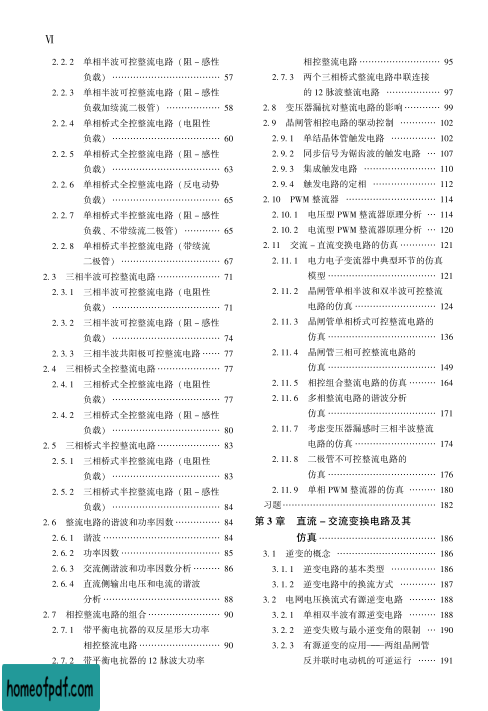 Ⅵ
2.2.2 单相半波可控整流电路(阻-感性
负载) …………………………… 57
2.2.3 单相半波可控整流电路(阻-感性
负载加续流二极管) ……………… 58
2.2.4 单相桥式全控整流电路(电阻性
负载) …………………………… 60
2.2.5 单相桥式全控整流电路(阻-感性
负载) …………………………… 63
2.2.6 单相桥式全控整流电路(反电动势
负载) …………………………… 65
2.2.7 单相桥式半控整流电路(阻-感性
负载、不带续流二极管) ………… 65
2.2.8 单相桥式半控整流电路(带续流
二极管) ………………………… 67
2.3 三相半波可控整流电路 ………………… 71
2.3.1 三相半波可控整流电路(电阻性
负载) …………………………… 71
2.3.2 三相半波可控整流电路(阻-感性
负载) …………………………… 74
2.3.3 三相半波共阳极可控整流电路 …… 77
2.4 三相桥式全控整流电路 ………………… 77
2.4.1 三相桥式全控整流电路(电阻性
负载) …………………………… 77
2.4.2 三相桥式全控整流电路(阻-感性
负载) …………………………… 80
2.5 三相桥式半控整流电路 ………………… 83
2.5.1 三相桥式半控整流电路(电阻性
负载) …………………………… 83
2.5.2 三相桥式半控整流电路(阻-感性
负载) …………………………… 84
2.6 整流电路的谐波和功率因数 …………… 84
2.6.1 谐波 ……………………………… 84
2.6.2 功率因数 ………………………… 85
2.6.3 交流侧谐波和功率因数分析 ……… 86
2.6.4 直流侧输出电压和电流的谐波
分析 ……………………………… 88
2.7 相控整流电路的组合 …………………… 90
2.7.1 带平衡电抗器的双反星形大功率
相控整流电路 …………………… 90
2.7.2 带平衡电抗器的 12 脉波大功率
相控整流电路 …………………… 95
2.7.3 两个三相桥式整流电路串联连接
的 12 脉波整流电路 ……………… 97
2.8 变压器漏抗对整流电路的影响 ………… 99
2.9 晶闸管相控电路的驱动控制 ………… 102
2.9.1 单结晶体管触发电路 …………… 102
2.9.2 同步信号为锯齿波的触发电路 … 107
2.9.3 集成触发电路 …………………… 110
2.9.4 触发电路的定相 ………………… 112
2.10 PWM 整流器 ………………………… 114
2.10.1 电压型 PWM 整流器原理分析 … 114
2.10.2 电流型 PWM 整流器原理分析 … 120
2.11 交流-直流变换电路的仿真 ………… 121
2.11.1 电力电子变流器中典型环节的仿真
模型 …………………………… 121
2.11.2 晶闸管单相半波和双半波可控整流
电路的仿真 …………………… 124
2.11.3 晶闸管单相桥式可控整流电路的
仿真 …………………………… 136
2.11.4 晶闸管三相可控整流电路的
仿真 …………………………… 149
2.11.5 相控组合整流电路的仿真 ……… 164
2.11.6 多相整流电路的谐波分析
仿真 …………………………… 171
2.11.7 考虑变压器漏感时三相半波整流
电路的仿真 …………………… 174
2.11.8 二极管不可控整流电路的
仿真 …………………………… 176
2.11.9 单相 PWM 整流器的仿真 ……… 180
习题 ………………………………………… 182
第 3 章 直流-交流变换电路及其
仿真 ……………………………… 186
3.1 逆变的概念 …………………………… 186
3.1.1 逆变电路的基本类型 …………… 186
3.1.2 逆变电路中的换流方式 ………… 187
3.2 电网电压换流式有源逆变电路 ……… 188
3.2.1 单相双半波有源逆变电路 ……… 188
3.2.2 逆变失败与最小逆变角的限制 … 190
3.2.3 有源逆变的应用——两组晶闸管
反并联时电动机的可逆运行 …… 191
homeofpdf.com